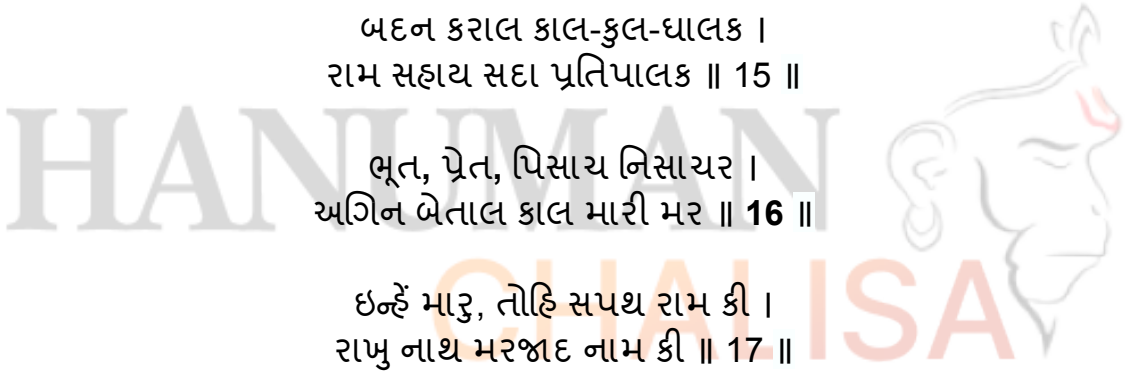 બદન કરાલ કાલ-કુલ-ઘાલક ।
રામ સહાય સદા પ્રતિપાલક ॥ 15 ॥
ભૂત, પ્રેત, પિસાચ નિસાચર ।
અગિન બેતાલ કાલ મારી મર ॥ 16 ॥
ઇન્હેં મારુ, તોહિ સપથ રામ કી ।
રાખુ નાથ મરજાદ નામ કી ॥ 17 ॥
HANUMAN
CHALISA